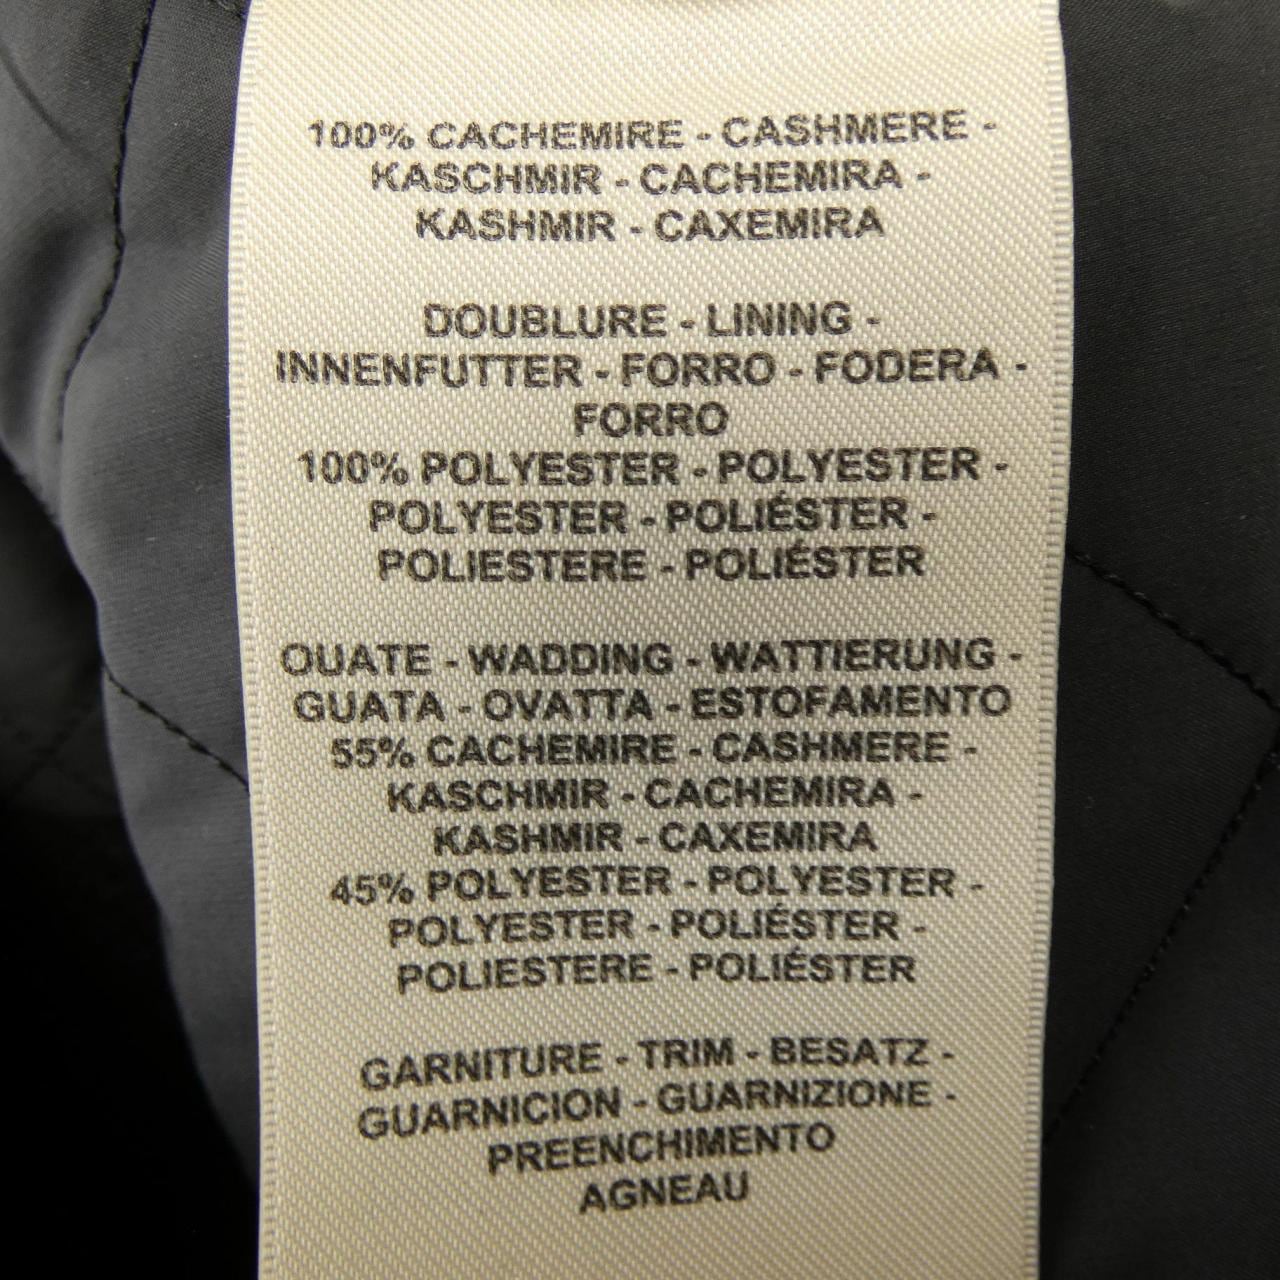 100% CACHEMIRE - CASHMERE -
KASCHMIR - CACHEMIRA -
KASHMIR - CAXEMIRA
DOUBLURE - LINING -
INNENFUTTER - FORRO - FODERA -
FORRO
100% POLYESTER - POLYESTER -
POLYESTER - POLIÉSTER -
POLIESTERE - POLIÉSTER
OUATE - WADDING - WATTIERUNG -
GUATA - OVATTA - ESTOFAMENTO
55% CACHEMIRE - CASHMERE -
KASCHMIR - CACHEMIRA -
KASHMIR - CAXEMIRA
45% POLYESTER - POLYESTER -
POLYESTER - POLIÉSTER -
POLIESTERE - POLIÉSTER
GARNITURE - TRIM - BESATZ -
GUARNICION - GUARNIZIONE -
PREENCHIMENTO
AGNEAU